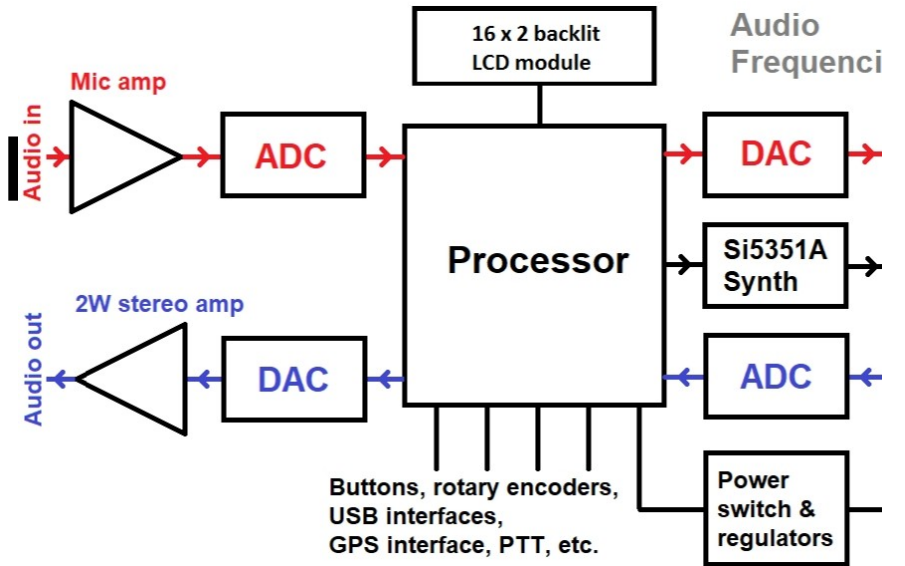 16 x 2 backlit
LCD module
Audio
Frequenci
Mic amp
Audio in
ADC
DAC
Processor
Si5351A
Synth
2W stereo amp
Audio out
DAC
ADC
Buttons, rotary encoders,
USB interfaces,
GPS interface, PTT, etc.
Power
switch &
regulators